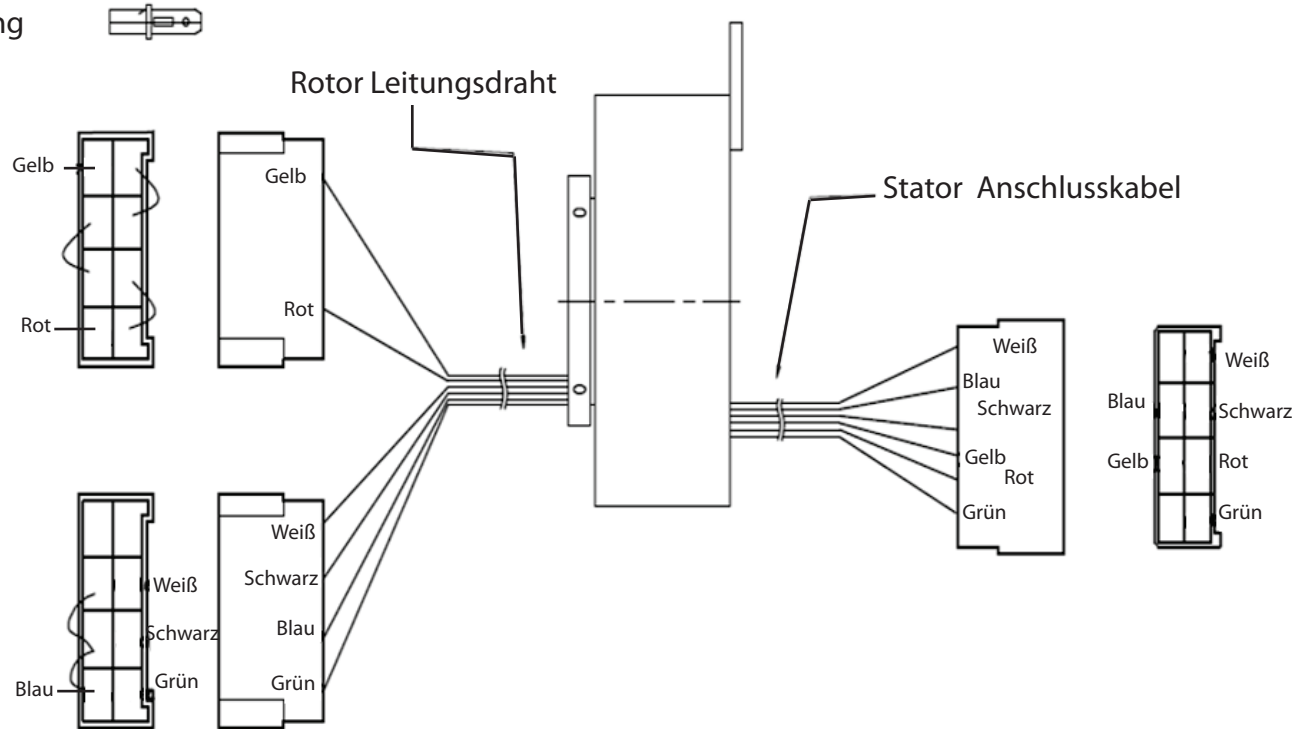 ng
Rotor Leitungsdraht
Stator Anschlusskabel
Gelb
Rot
Gelb
Rot
Weiß
Schwarz
Grün
Blau
Weiß
Schwarz
Blau
Grün
Weiß
Blau
Schwarz
Gelb
Rot
Grün
Weiß
Blau
Schwarz
Gelb
Rot
Grün